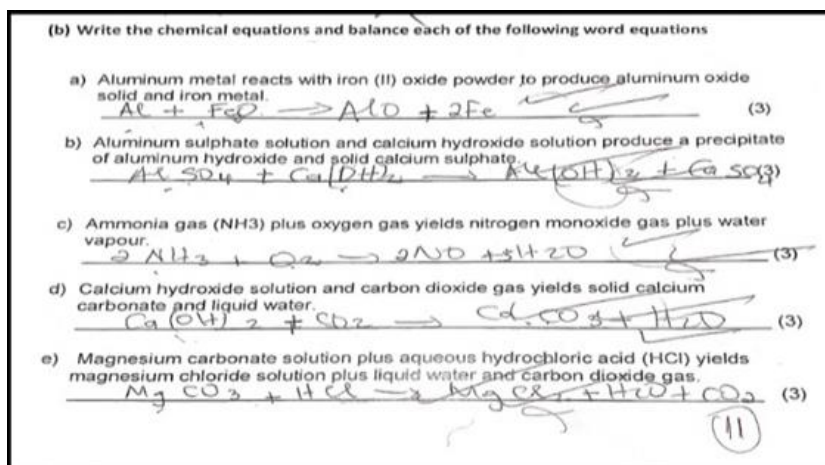 (b) Write the chemical equations and balance each of the following word equations
a) Aluminum metal reacts with iron (II) oxide powder to produce aluminum oxide
solid and iron metal.
Al + FeO → AlO + 2Fe (3)
b) Aluminum sulphate solution and calcium hydroxide solution produce a precipitate
of aluminum hydroxide and solid calcium sulphate.
Al SO4 + Ca(OH)2 → Al(OH)2 + Ca SO4 (3)
c) Ammonia gas (NH3) plus oxygen gas yields nitrogen monoxide gas plus water
vapour.
2 NH3 + O2 → 2NO + 3H2O (3)
d) Calcium hydroxide solution and carbon dioxide gas yields solid calcium
carbonate and liquid water.
Ca(OH)2 + CO2 → Ca CO3 + H2O (3)
e) Magnesium carbonate solution plus aqueous hydrochloric acid (HCl) yields
magnesium chloride solution plus liquid water and carbon dioxide gas.
Mg CO3 + HCl → Mg Cl2 + H2O + CO2 (3)
11